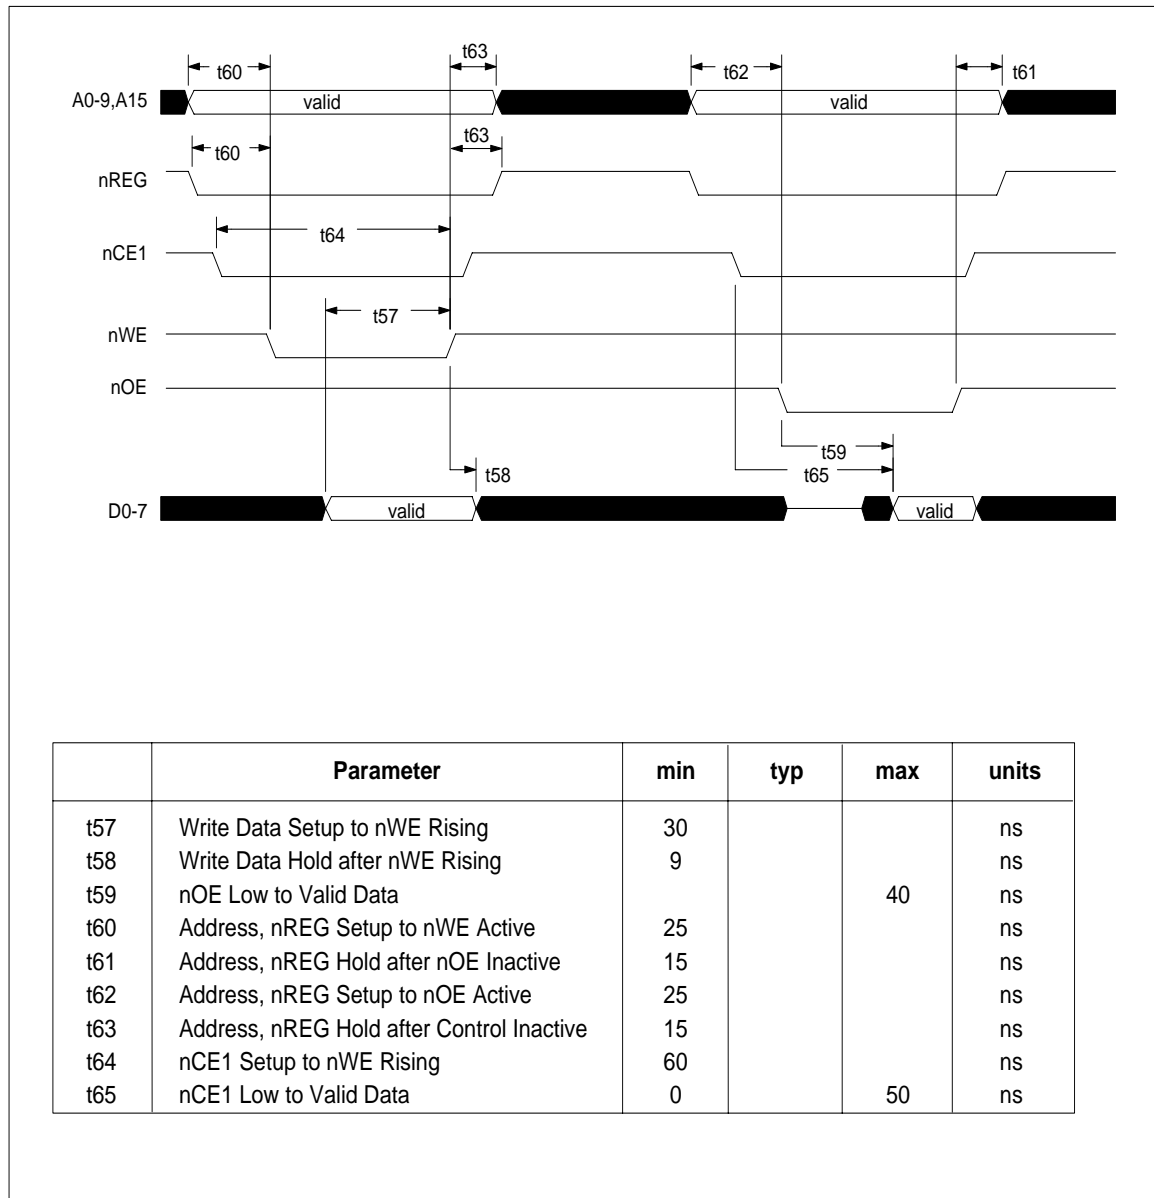 t60 t63 t62 t61
A0-9,A15 valid valid
t60 t63
nREG
t64
nCE1
t57
nWE
nOE
t59
t58 t65
D0-7 valid valid
Parameter min typ max units
t57 Write Data Setup to nWE Rising 30 ns
t58 Write Data Hold after nWE Rising 9 ns
t59 nOE Low to Valid Data 40 ns
t60 Address, nREG Setup to nWE Active 25 ns
t61 Address, nREG Hold after nOE Inactive 15 ns
t62 Address, nREG Setup to nOE Active 25 ns
t63 Address, nREG Hold after Control Inactive 15 ns
t64 nCE1 Setup to nWE Rising 60 ns
t65 nCE1 Low to Valid Data 0 50 ns